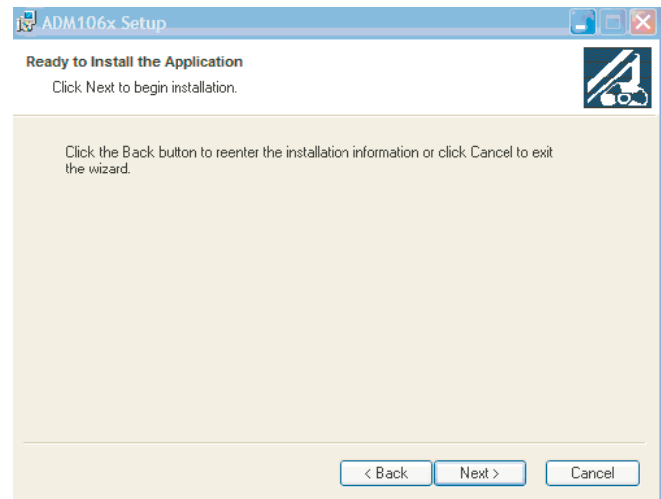 ADM106x Setup
Ready to Install the Application
Click Next to begin installation.
Click the Back button to reenter the installation information or click Cancel to exit
the wizard.
< Back
Next >
Cancel